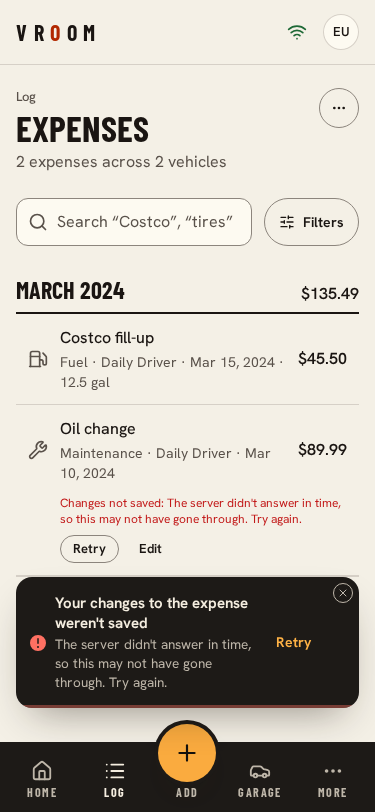 VROOM
EU
Log
EXPENSES
2 expenses across 2 vehicles
Search “Costco”, “tires”
Filters
MARCH 2024
$135.49
Costco fill-up
Fuel · Daily Driver · Mar 15, 2024 ·
12.5 gal
$45.50
Oil change
Maintenance · Daily Driver · Mar
10, 2024
$89.99
Changes not saved: The server didn't answer in time,
so this may not have gone through. Try again.
Retry
Edit
Your changes to the expense
weren't saved
The server didn't answer in time,
so this may not have gone
through. Try again.
Retry
HOME
LOG
ADD
GARAGE
MORE